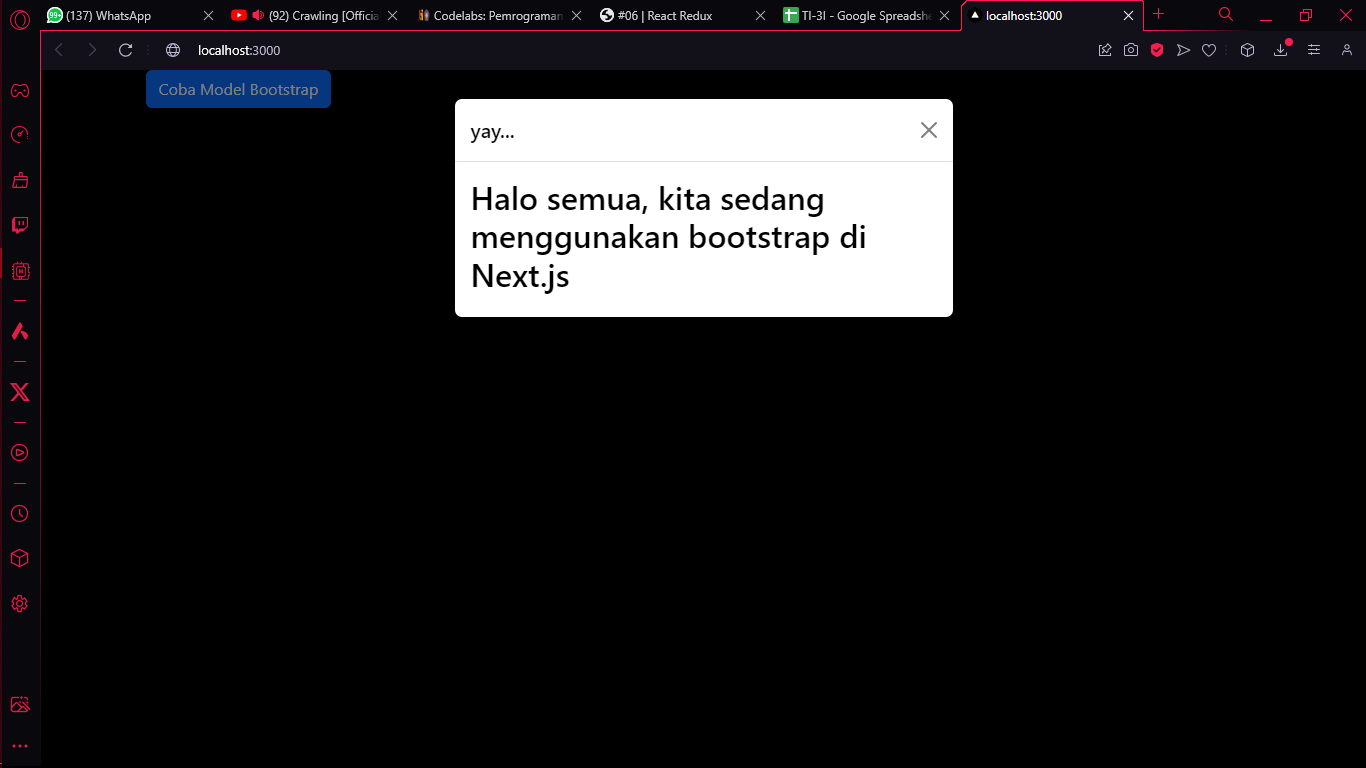 (137) WhatsApp
(92) Crawling [Officia
Codelabs: Pemrograman
#06 | React Redux
TI-3I - Google Spreadshe
localhost:3000
localhost:3000
Coba Model Bootstrap
yay...
Halo semua, kita sedang
menggunakan bootstrap di
Next.js